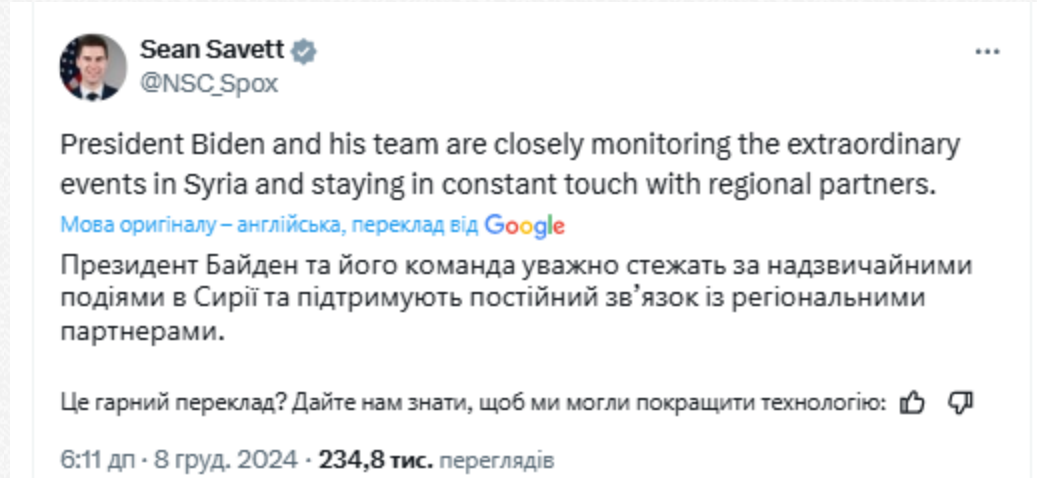 Sean Savett
@NSC_Spox
President Biden and his team are closely monitoring the extraordinary
events in Syria and staying in constant touch with regional partners.
Мова оригіналу – англійська, переклад від Google
Президент Байден та його команда уважно стежать за надзвичайними
подіями в Сирії та підтримують постійний зв’язок із регіональними
партнерами.
Це гарний переклад? Дайте нам знати, щоб ми могли покращити технологію:
6:11 дп · 8 груд. 2024 · 234,8 тис. переглядів